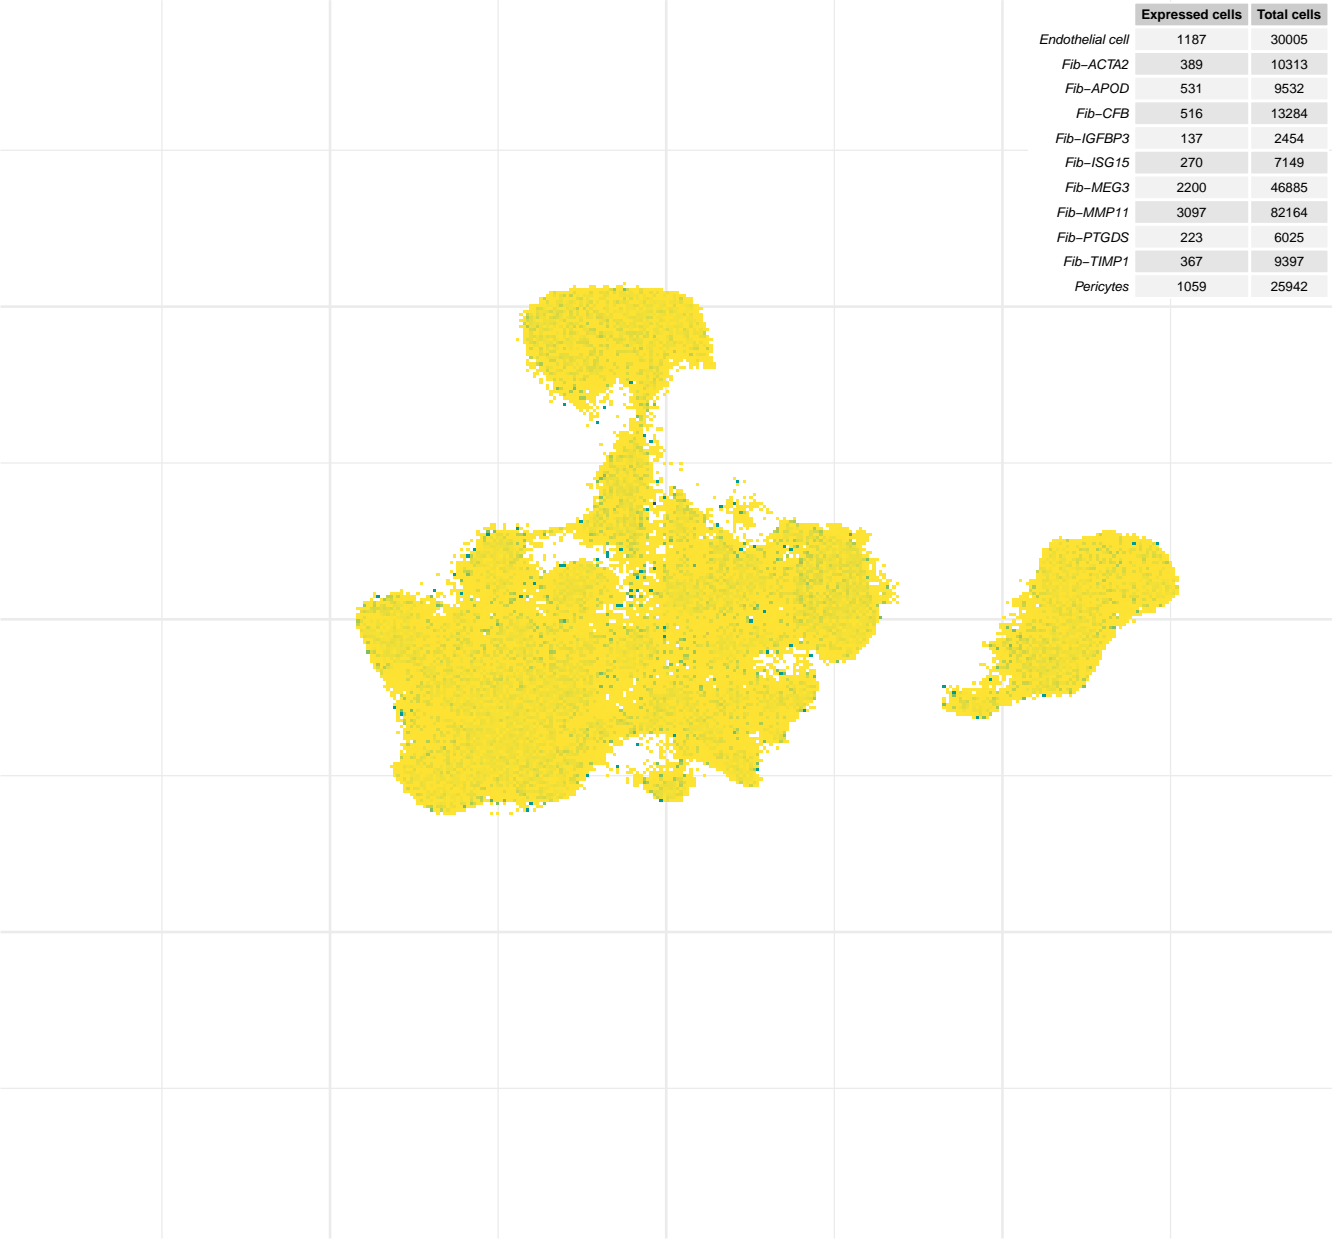 Expressed cells Total cells
Endothelial cell 1187 30005
Fib−ACTA2 389 10313
Fib−APOD 531 9532
Fib−CFB 516 13284
Fib−IGFBP3 137 2454
Fib−ISG15 270 7149
Fib−MEG3 2200 46885
Fib−MMP11 3097 82164
Fib−PTGDS 223 6025
Fib−TIMP1 367 9397
Pericytes 1059 25942